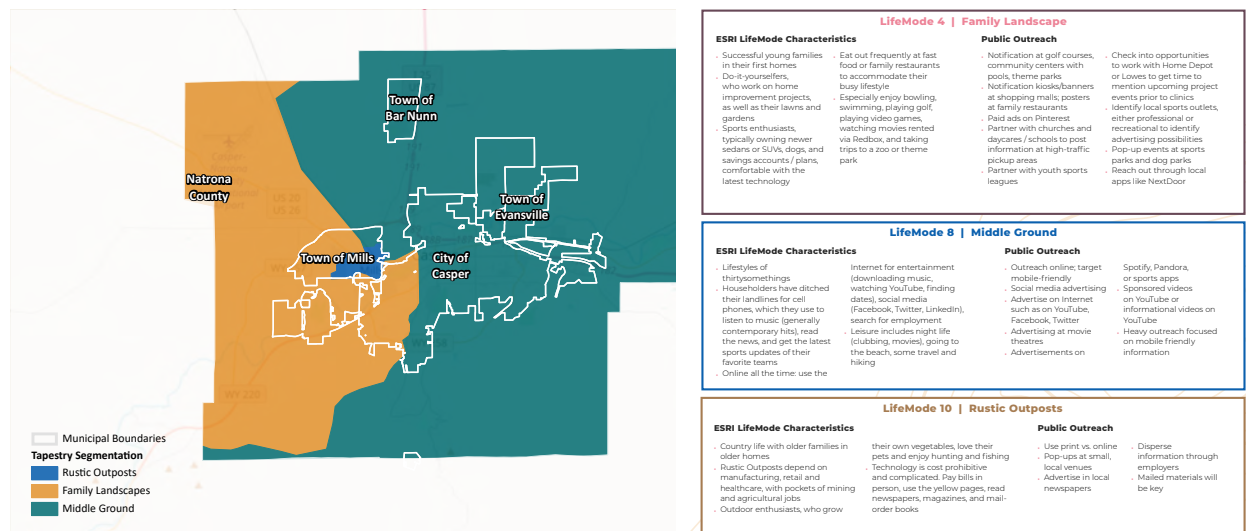 Town of
Bar Nunn
Natrona
County
Town of
Evansville
Town of Mills
City of
Casper
US 20
US 26
WY 220
Municipal Boundaries
Tapestry Segmentation
Rustic Outposts
Family Landscapes
Middle Ground
LifeMode 4 | Family Landscape
ESRI LifeMode Characteristics
. Successful young families
in their first homes
. Do-it-yourselfers,
who work on home
improvement projects,
as well as their lawns and
gardens
. Sports enthusiasts,
typically owning newer
sedans or SUVs, dogs, and
savings accounts / plans,
comfortable with the
latest technology
. Eat out frequently at fast
food or family restaurants
to accommodate their
busy lifestyle
. Especially enjoy bowling,
swimming, playing golf,
playing video games,
watching movies rented
via Redbox, and taking
trips to a zoo or theme
park
Public Outreach
. Notification at golf courses,
community centers with
pools, theme parks
. Notification kiosks/banners
at shopping malls; posters
at family restaurants
. Paid ads on Pinterest
. Partner with churches and
daycares / schools to post
information at high-traffic
pickup areas
. Partner with youth sports
leagues
. Check into opportunities
to work with Home Depot
or Lowes to get time to
mention upcoming project
events prior to clinics
. Identify local sports outlets,
either professional or
recreational to identify
advertising possibilities
. Pop-up events at sports
parks and dog parks
. Reach out through local
apps like NextDoor
LifeMode 8 | Middle Ground
ESRI LifeMode Characteristics
. Lifestyles of
thirtysomethings
. Householders have ditched
their landlines for cell
phones, which they use to
listen to music (generally
contemporary hits), read
the news, and get the latest
sports updates of their
favorite teams
. Online all the time: use the
Internet for entertainment
(downloading music,
watching YouTube, finding
dates), social media
(Facebook, Twitter, LinkedIn),
search for employment
. Leisure includes night life
(clubbing, movies), going to
the beach, some travel and
hiking
Public Outreach
. Outreach online; target
mobile-friendly
. Social media advertising
. Advertise on Internet
such as on YouTube,
Facebook, Twitter
. Advertising at movie
theatres
. Advertisements on
Spotify, Pandora,
or sports apps
. Sponsored videos
on YouTube or
informational videos on
YouTube
. Heavy outreach focused
on mobile friendly
information
LifeMode 10 | Rustic Outposts
ESRI LifeMode Characteristics
. Country life with older families in
older homes
. Rustic Outposts depend on
manufacturing, retail and
healthcare, with pockets of mining
and agricultural jobs
. Outdoor enthusiasts, who grow
their own vegetables, love their
pets and enjoy hunting and fishing
. Technology is cost prohibitive
and complicated. Pay bills in
person, use the yellow pages, read
newspapers, magazines, and mail-
order books
Public Outreach
. Use print vs. online
. Pop-ups at small,
local venues
. Advertise in local
newspapers
. Disperse
information through
employers
. Mailed materials will
be key